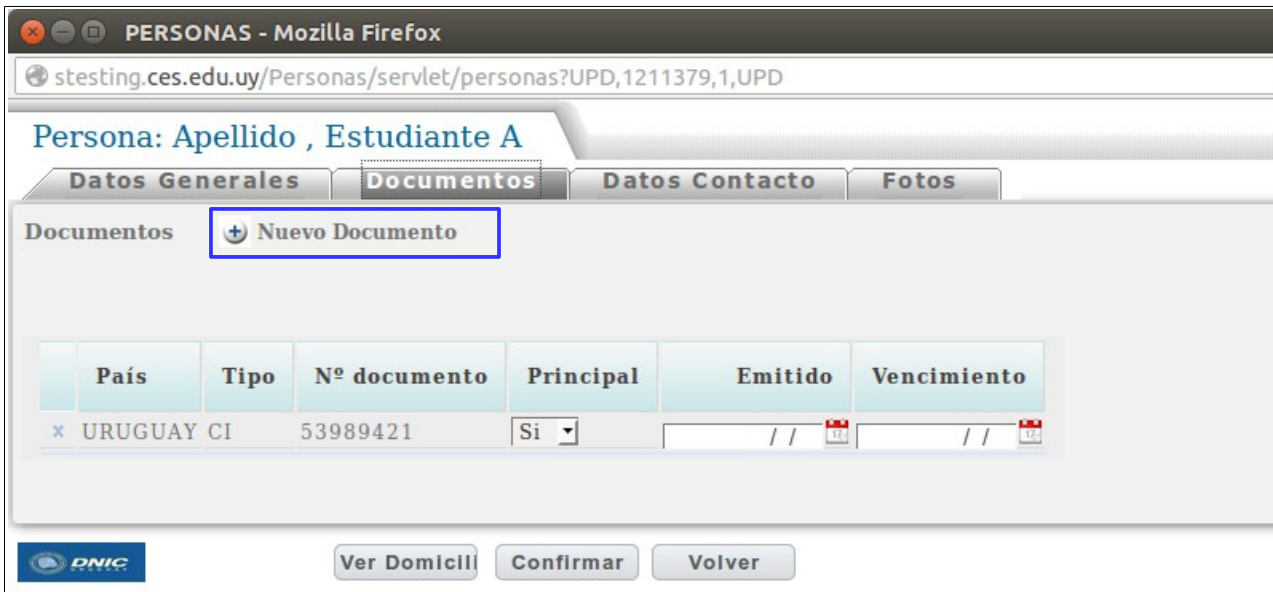 PERSONAS - Mozilla Firefox
stesting.ces.edu.uy/Personas/servlet/personas?UPD,1211379,1,UPD
Persona: Apellido , Estudiante A
Datos Generales Documentos Datos Contacto Fotos
Documentos Nuevo Documento
País Tipo Nº documento Principal Emitido Vencimiento
x URUGUAY CI 53989421 Si / / / /
DNIC Ver Domicili Confirmar Volver